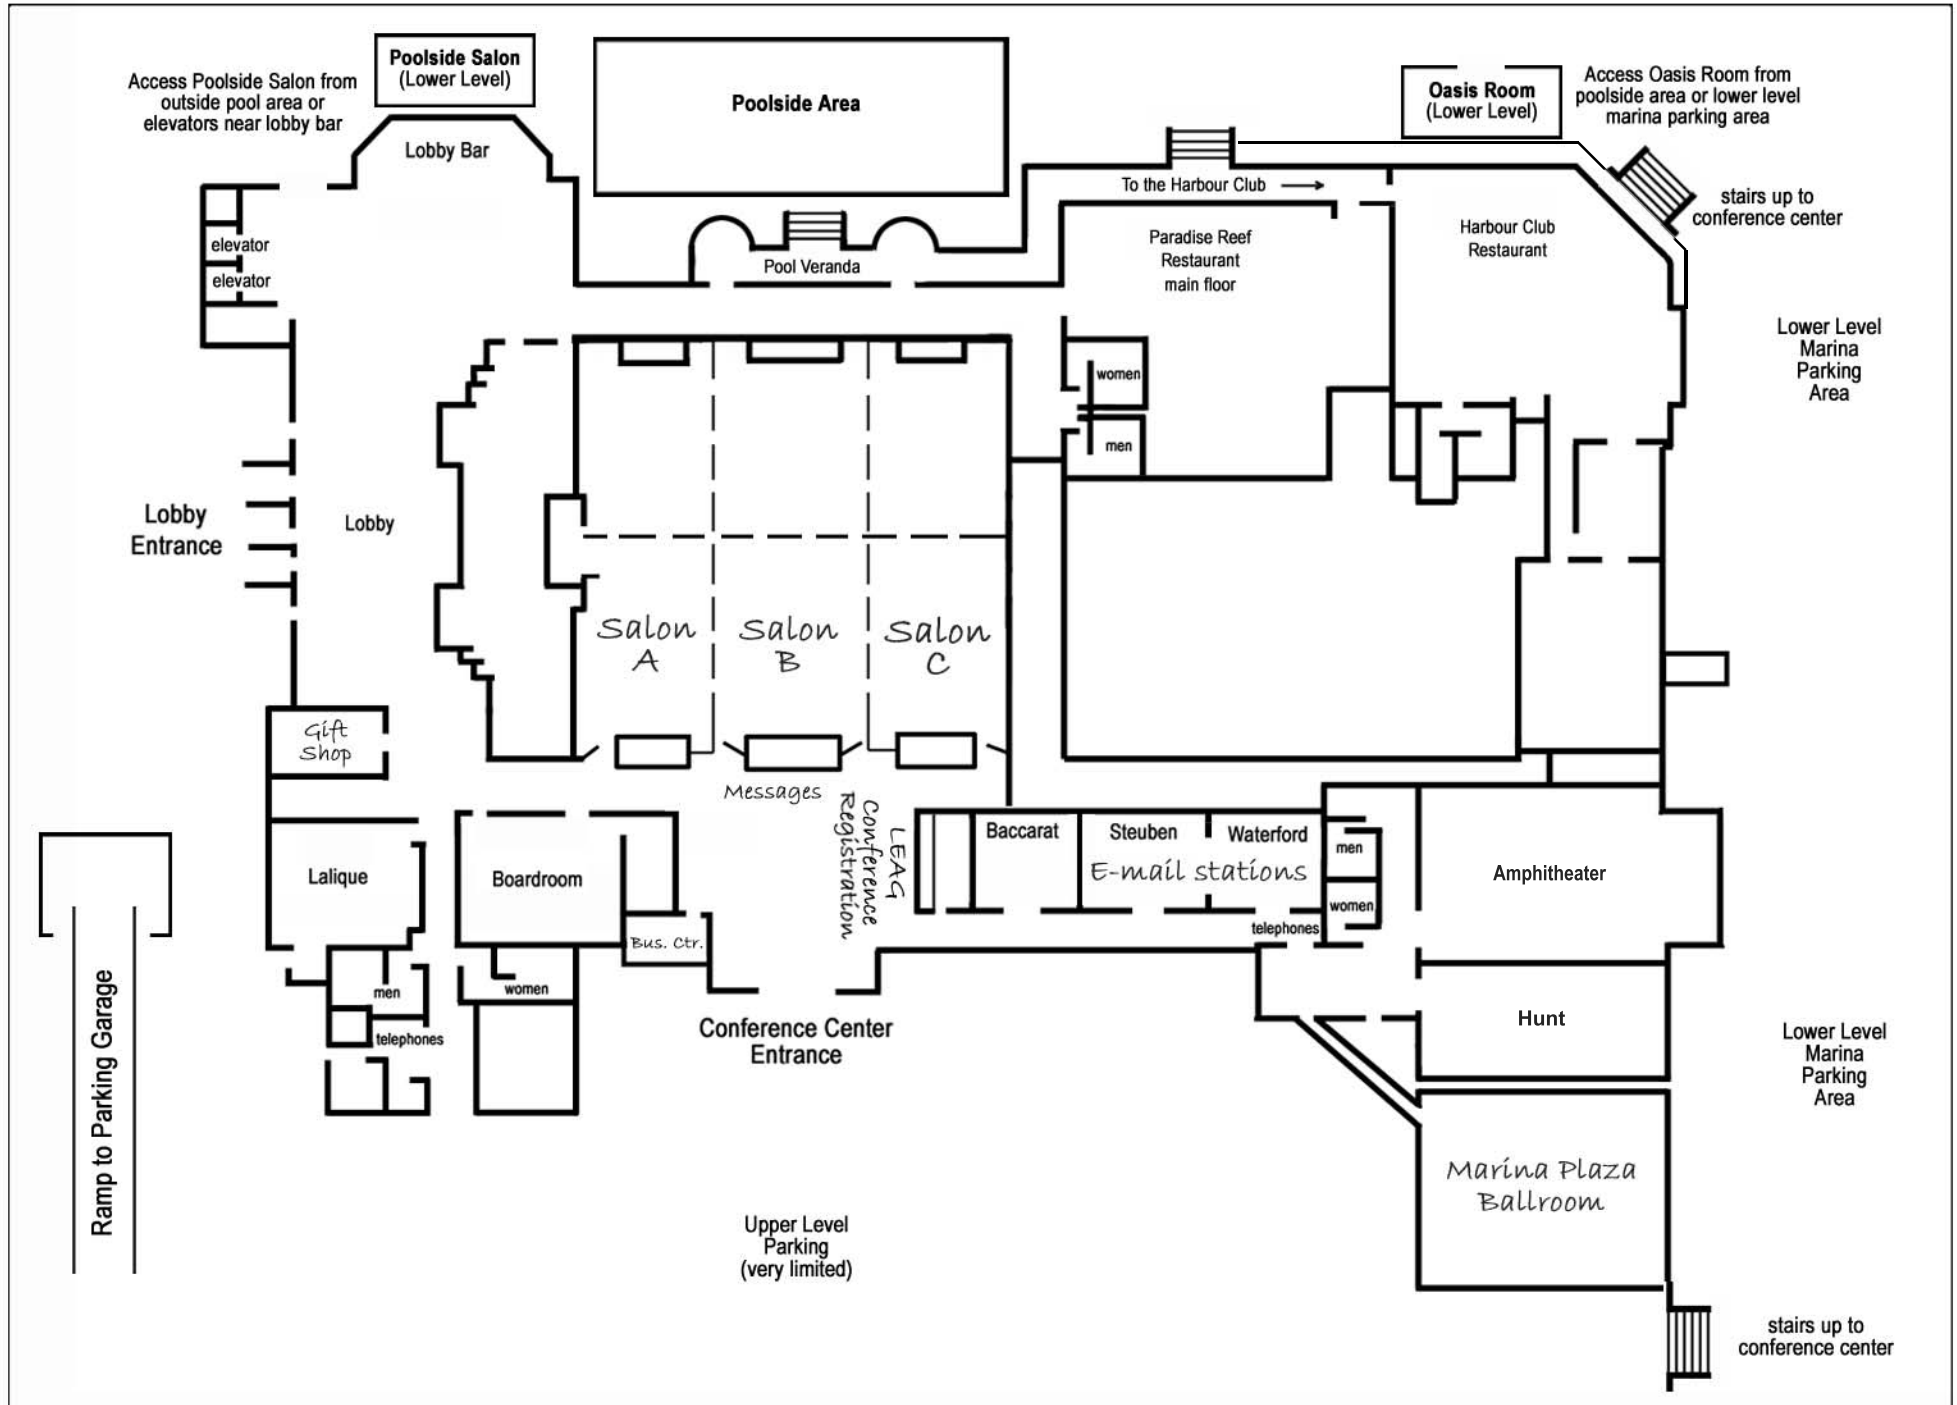 Poolside Salon
(Lower Level)
Access Poolside Salon from
outside pool area or
elevators near lobby bar
Poolside Area
Oasis Room
(Lower Level)
Access Oasis Room from
poolside area or lower level
marina parking area
Lobby Bar
To the Harbour Club
stairs up to
conference center
elevator
elevator
Pool Veranda
Paradise Reef
Restaurant
main floor
Harbour Club
Restaurant
Lower Level
Marina
Parking
Area
women
men
Lobby
Entrance
Lobby
Salon
A
Salon
B
Salon
C
Gift
Shop
Messages
LEAG
Conference
Registration
Baccarat
Steuben
Waterford
E-mail stations
men
women
telephones
Amphitheater
Lalique
Boardroom
Bus. Ctr.
men
women
telephones
Conference Center
Entrance
Hunt
Lower Level
Marina
Parking
Area
Ramp to Parking Garage
Marina Plaza
Ballroom
Upper Level
Parking
(very limited)
stairs up to
conference center